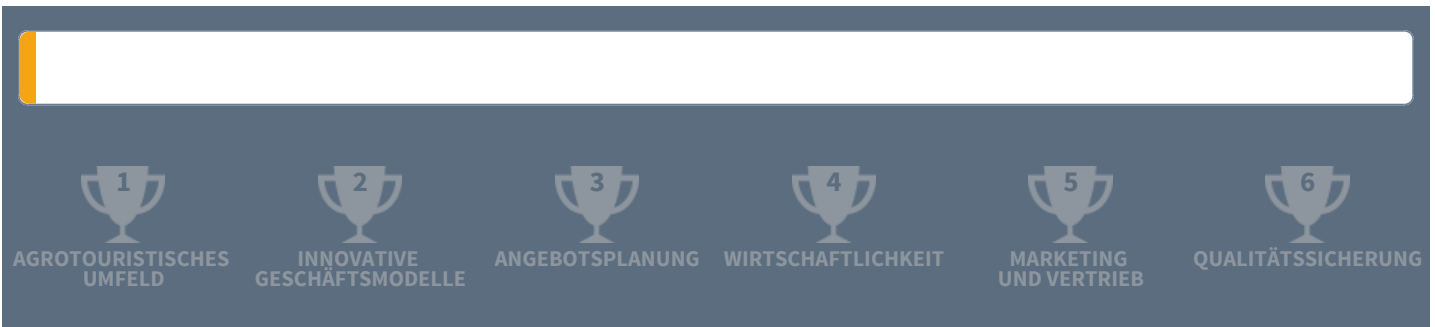 1
2
3
4
5
6
AGROTOURISTISCHES
UMFELD
INNOVATIVE
GESCHÄFTSMODELLE
ANGEBOTSPLANUNG
WIRTSCHAFTLICHKEIT
MARKETING
UND VERTRIEB
QUALITÄTSSICHERUNG